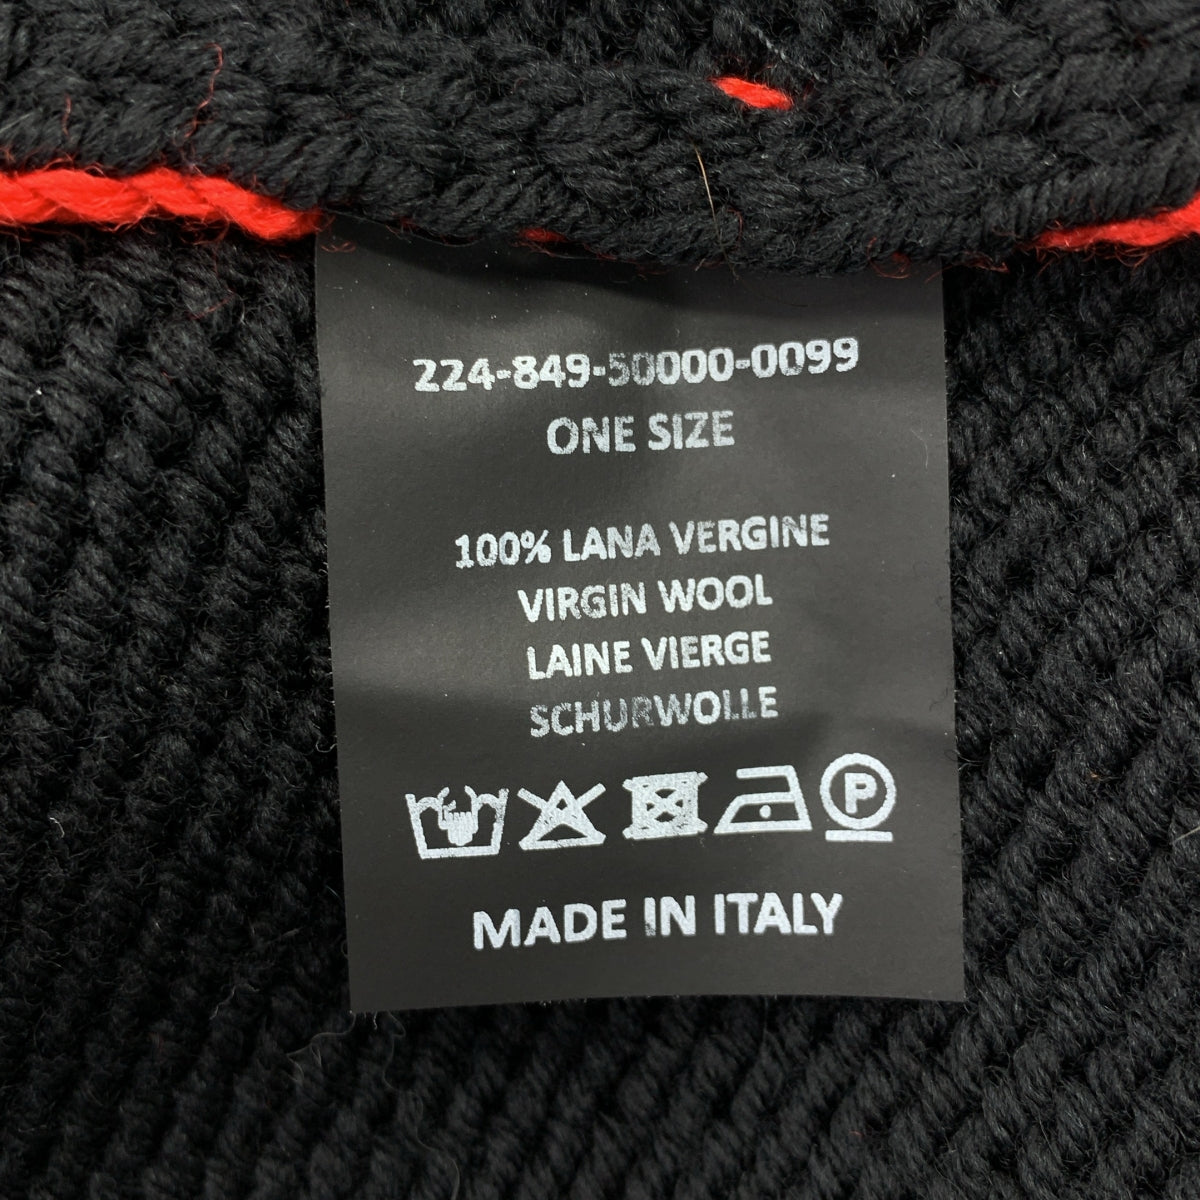 224-849-50000-0099
ONE SIZE
100% LANA VERGINE
VIRGIN WOOL
LAINE VIERGE
SCHURWOLLE
P
MADE IN ITALY